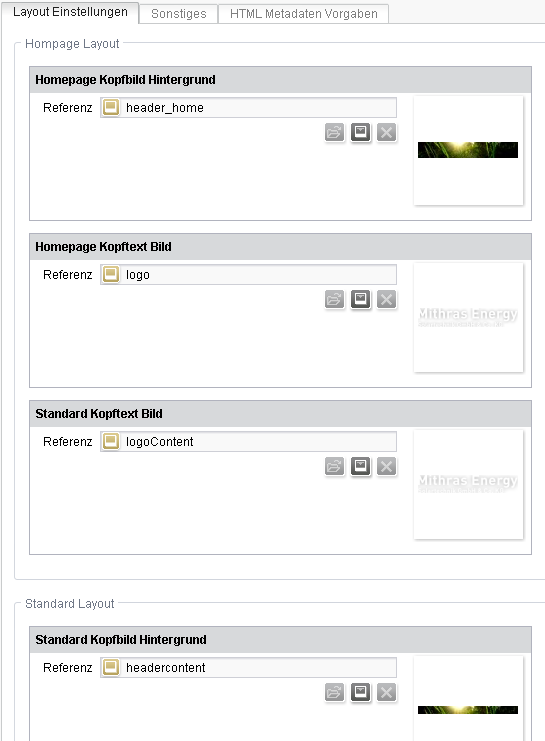 Layout Einstellungen Sonstiges HTML Metadaten Vorgaben
Hompage Layout
Homepage Kopfbild Hintergrund
Referenz header_home
Homepage Kopftext Bild
Referenz logo
Mithras Energy
Standard Kopftext Bild
Referenz logoContent
Mithras Energy
Standard Layout
Standard Kopfbild Hintergrund
Referenz headercontent